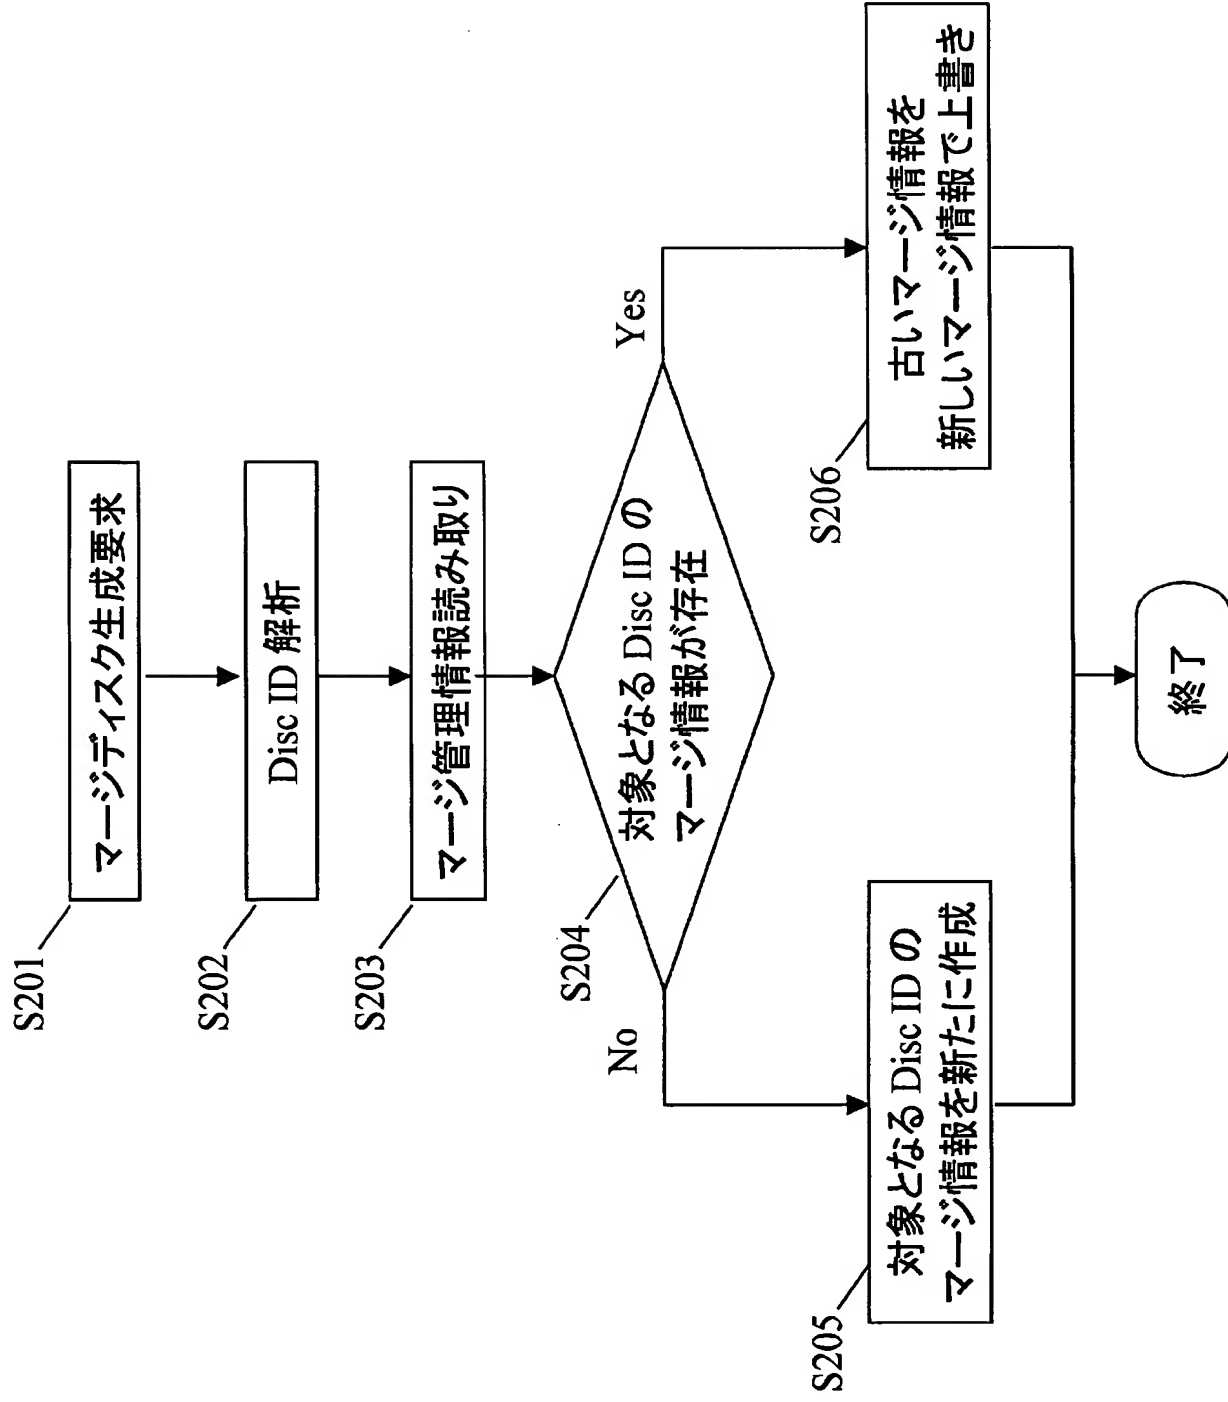 S201
マージディスク生成要求
S202
Disc ID 解析
S203
マージ管理情報読み取り
S204
対象となる Disc ID の
マージ情報が存在
No
Yes
S205
対象となる Disc ID の
マージ情報を新たに作成
S206
古いマージ情報を
新しいマージ情報で上書き
終了